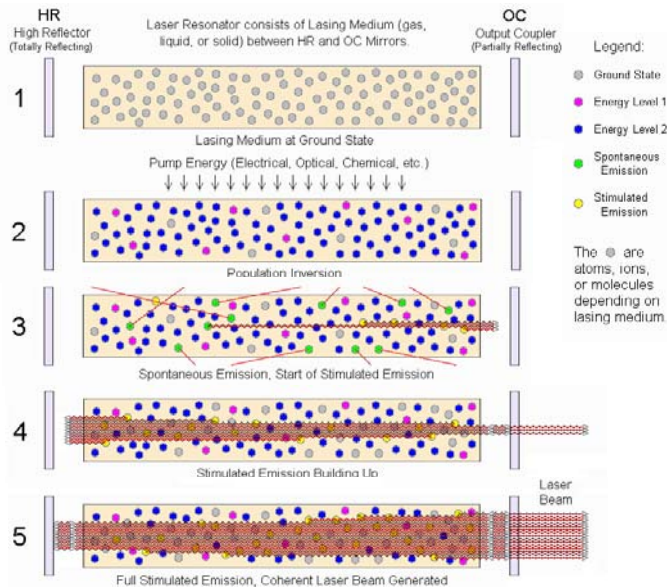 HR
High Reflector
(Totally Reflecting)
Laser Resonator consists of Lasing Medium (gas,
liquid, or solid) between HR and OC Mirrors.
OC
Output Coupler
(Partially Reflecting)
Legend:
Ground State
Energy Level 1
Energy Level 2
Spontaneous
Emission
Stimulated
Emission
The are
atoms, ions,
or molecules
depending on
lasing medium.
1
Lasing Medium at Ground State
Pump Energy (Electrical, Optical, Chemical, etc.)
2
Population Inversion
3
Spontaneous Emission, Start of Stimulated Emission
4
Stimulated Emission Building Up
Laser
Beam
5
Full Stimulated Emission, Coherent Laser Beam Generated